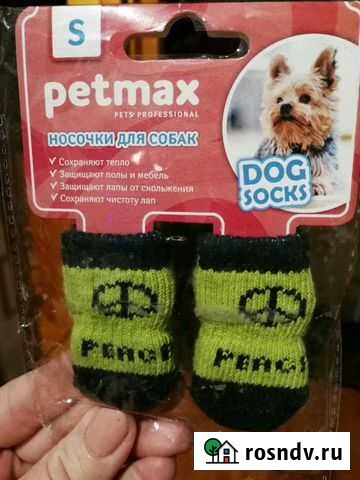 S
petmax
PETS' PROFESSIONAL
НОСОЧКИ ДЛЯ СОБАК
✓ Сохраняют тепло
✓ Защищают полы и мебель
✓ Защищают лапы от скольжения
✓ Сохраняют чистоту лап
DOG
SOCKS
PEACE
PEACE
rosndv.ru